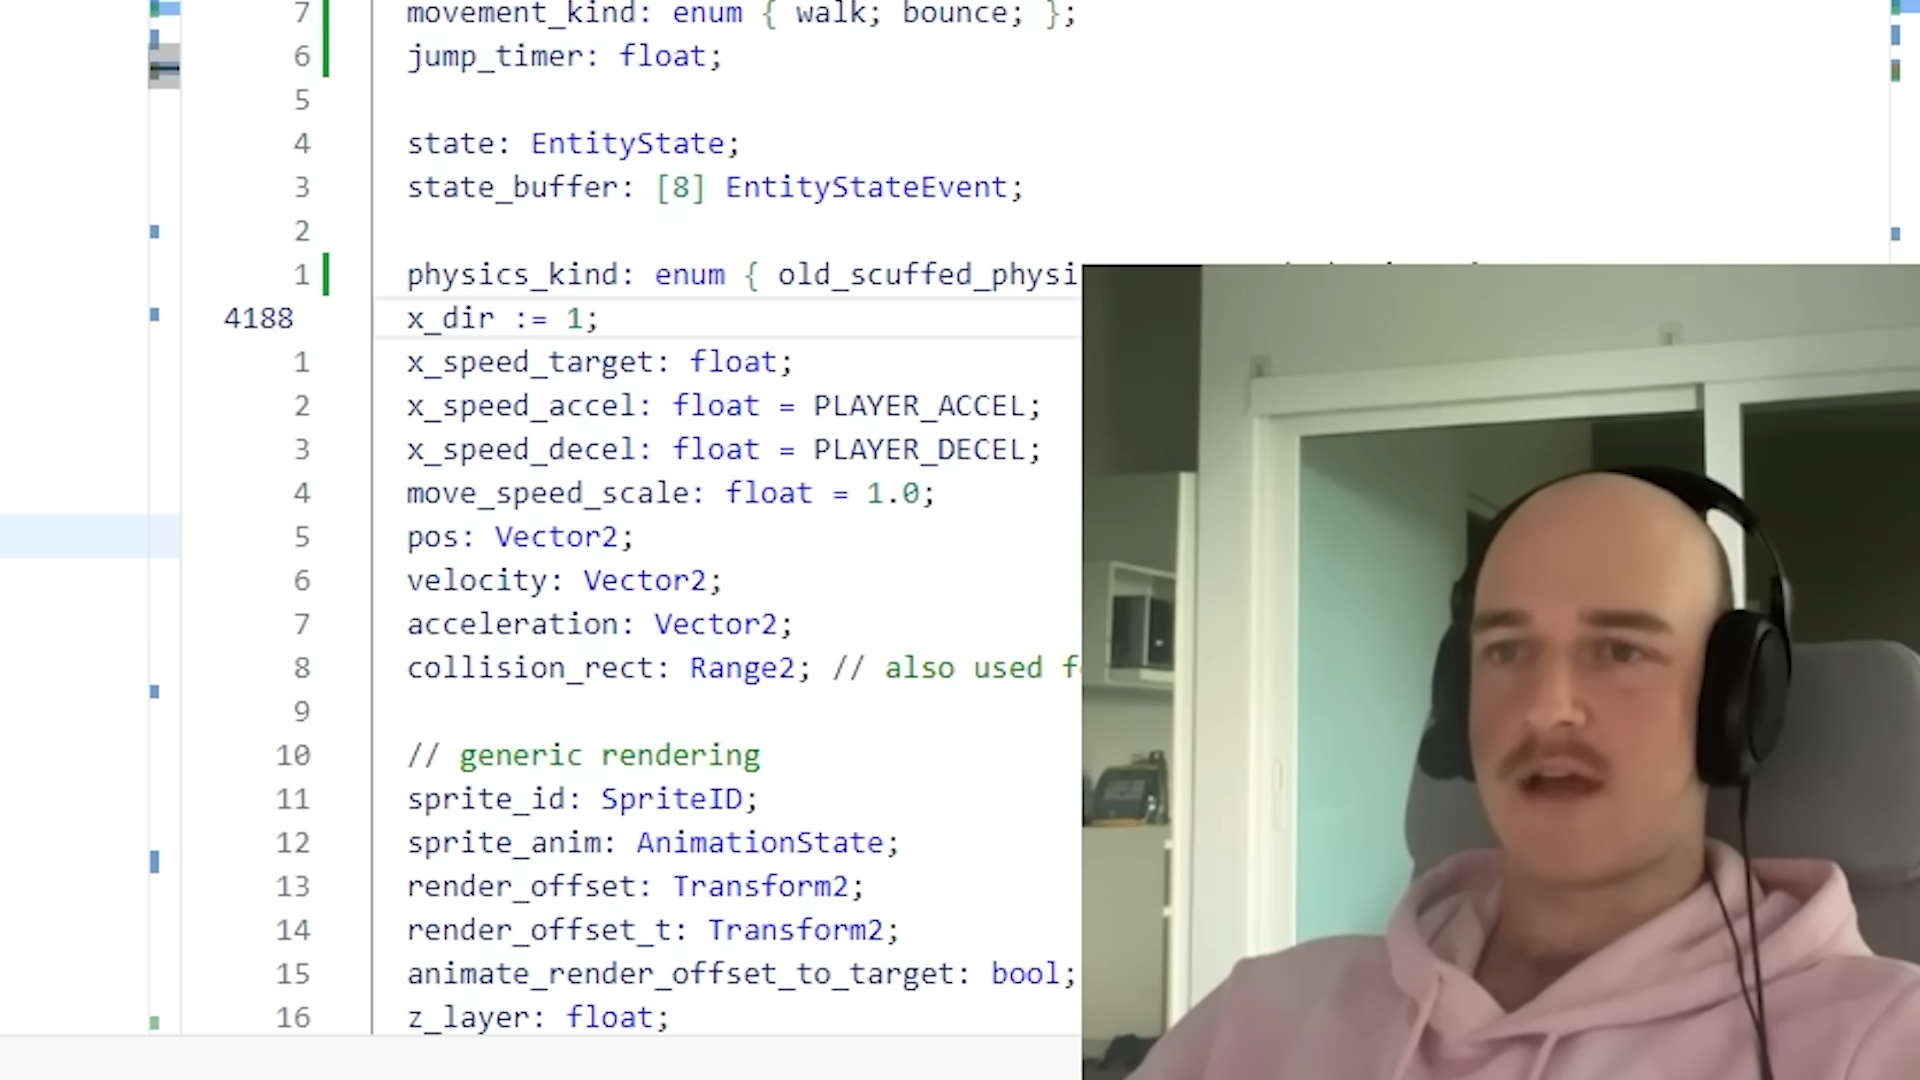 7 movement_kind: enum { walk; bounce; };
6 jump_timer: float;
5
4 state: EntityState;
3 state_buffer: [8] EntityStateEvent;
2
1 physics_kind: enum { old_scuffed_physi
4188 x_dir := 1;
1 x_speed_target: float;
2 x_speed_accel: float = PLAYER_ACCEL;
3 x_speed_decel: float = PLAYER_DECEL;
4 move_speed_scale: float = 1.0;
5 pos: Vector2;
6 velocity: Vector2;
7 acceleration: Vector2;
8 collision_rect: Range2; // also used
9
10 // generic rendering
11 sprite_id: SpriteID;
12 sprite_anim: AnimationState;
13 render_offset: Transform2;
14 render_offset_t: Transform2;
15 animate_render_offset_to_target: bool;
16 z_layer: float;